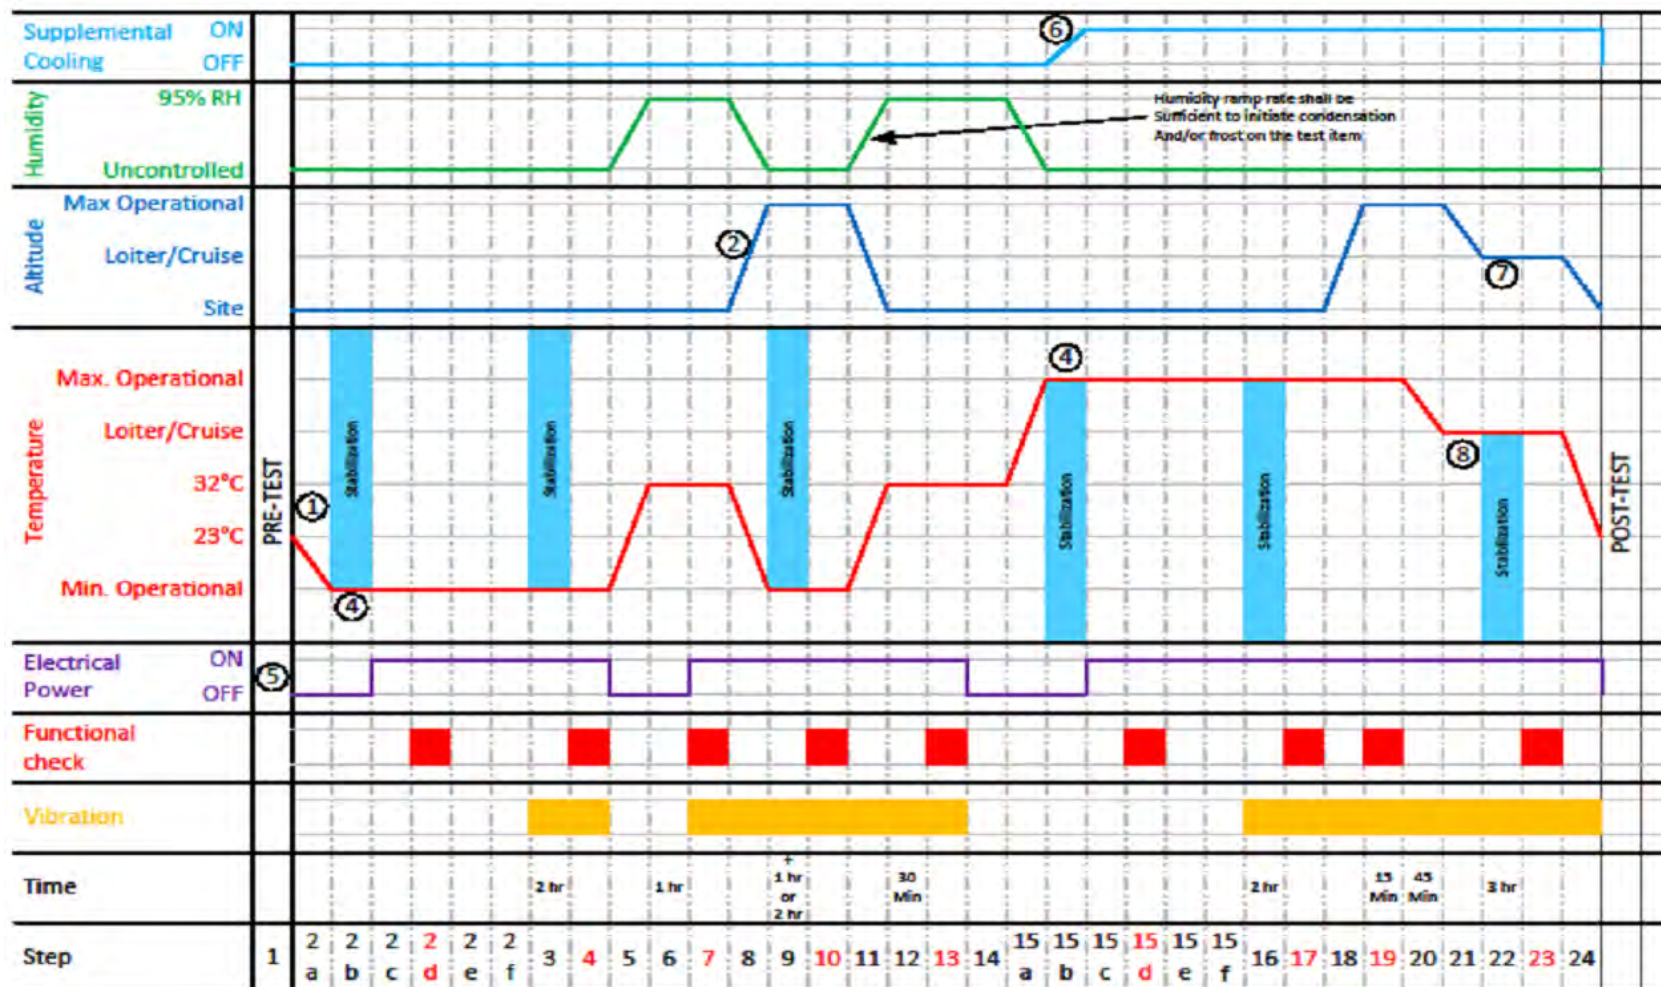 Supplemental ON
Cooling OFF
⑥
Humidity
95% RH
Uncontrolled
Humidity ramp rate shall be
Sufficient to initiate condensation
And/or frost on the test item
Altitude
Max Operational
Loiter/Cruise
Site
②
⑦
Temperature
Max. Operational
Loiter/Cruise
32°C
23°C
Min. Operational
PRE-TEST
①
④
Stabilization
Stabilization
Stabilization
④
Stabilization
Stabilization
⑧
Stabilization
POST-TEST
Electrical ON
Power OFF
⑤
Functional
check
Vibration
Time
2 hr
1 hr
+
1 hr
or
2 hr
30
Min
2 hr
15
Min
45
Min
3 hr
Step 1 2 a 2 b 2 c 2 d 2 e 2 f 3 4 5 6 7 8 9 10 11 12 13 14 15 a 15 b 15 c 15 d 15 e 15 f 16 17 18 19 20 21 22 23 24